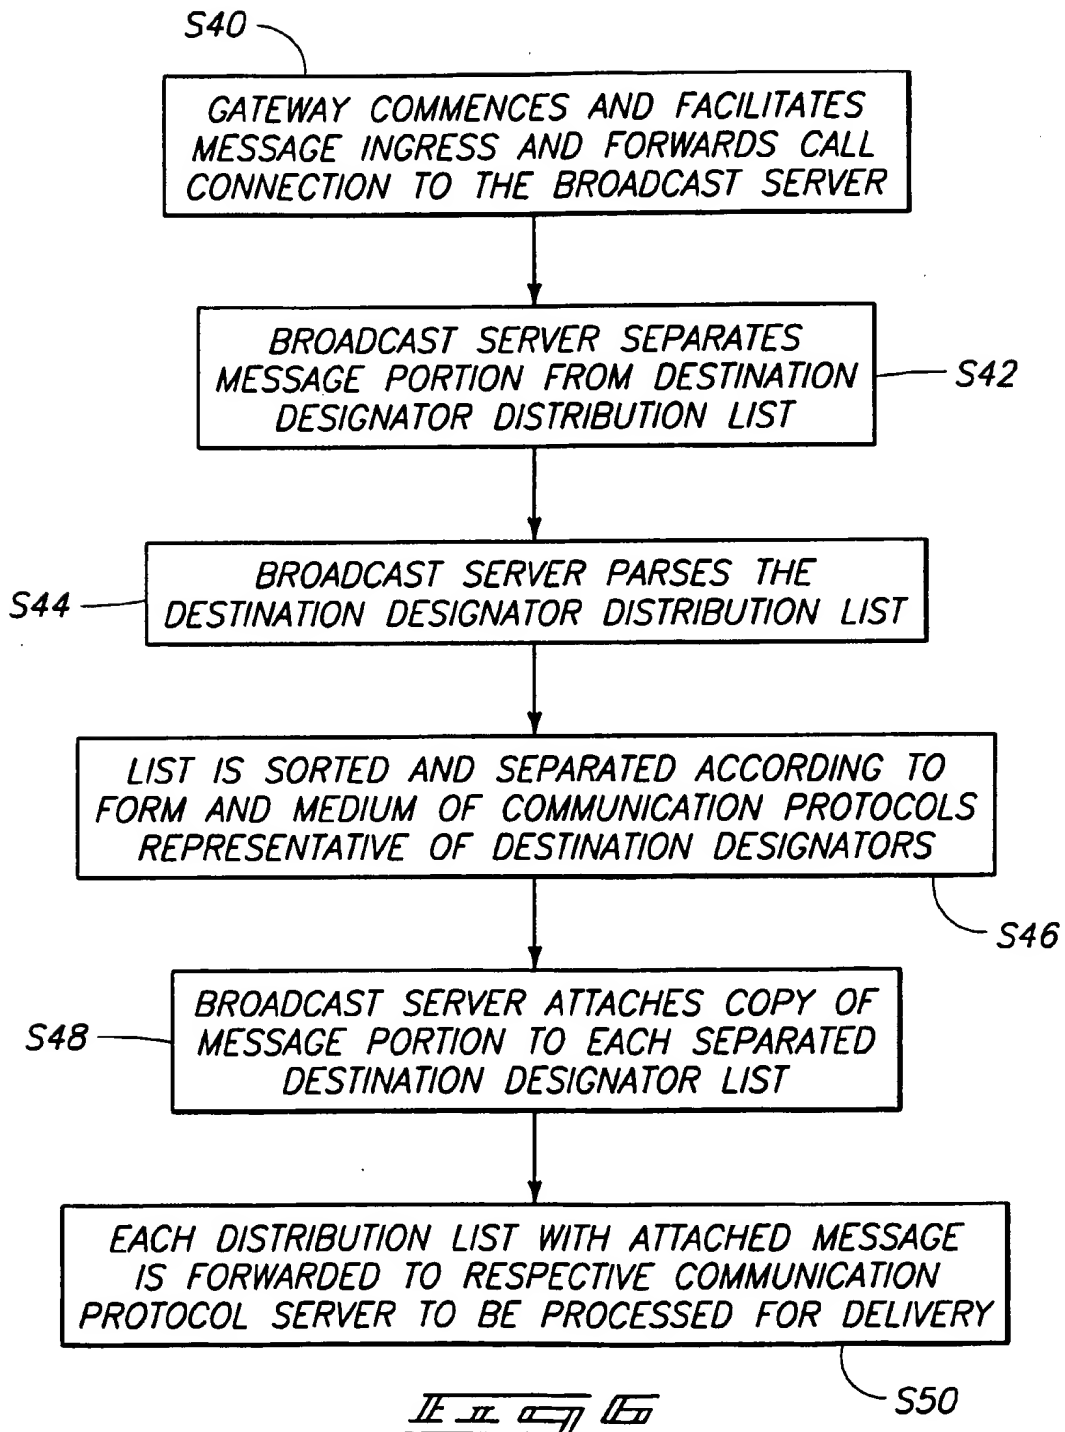 S40
GATEWAY COMMENCES AND FACILITATES
MESSAGE INGRESS AND FORWARDS CALL
CONNECTION TO THE BROADCAST SERVER
BROADCAST SERVER SEPARATES
MESSAGE PORTION FROM DESTINATION
DESIGNATOR DISTRIBUTION LIST
S42
BROADCAST SERVER PARSES THE
DESTINATION DESIGNATOR DISTRIBUTION LIST
S44
LIST IS SORTED AND SEPARATED ACCORDING TO
FORM AND MEDIUM OF COMMUNICATION PROTOCOLS
REPRESENTATIVE OF DESTINATION DESIGNATORS
S46
BROADCAST SERVER ATTACHES COPY OF
MESSAGE PORTION TO EACH SEPARATED
DESTINATION DESIGNATOR LIST
S48
EACH DISTRIBUTION LIST WITH ATTACHED MESSAGE
IS FORWARDED TO RESPECTIVE COMMUNICATION
PROTOCOL SERVER TO BE PROCESSED FOR DELIVERY
S50
Fig 6